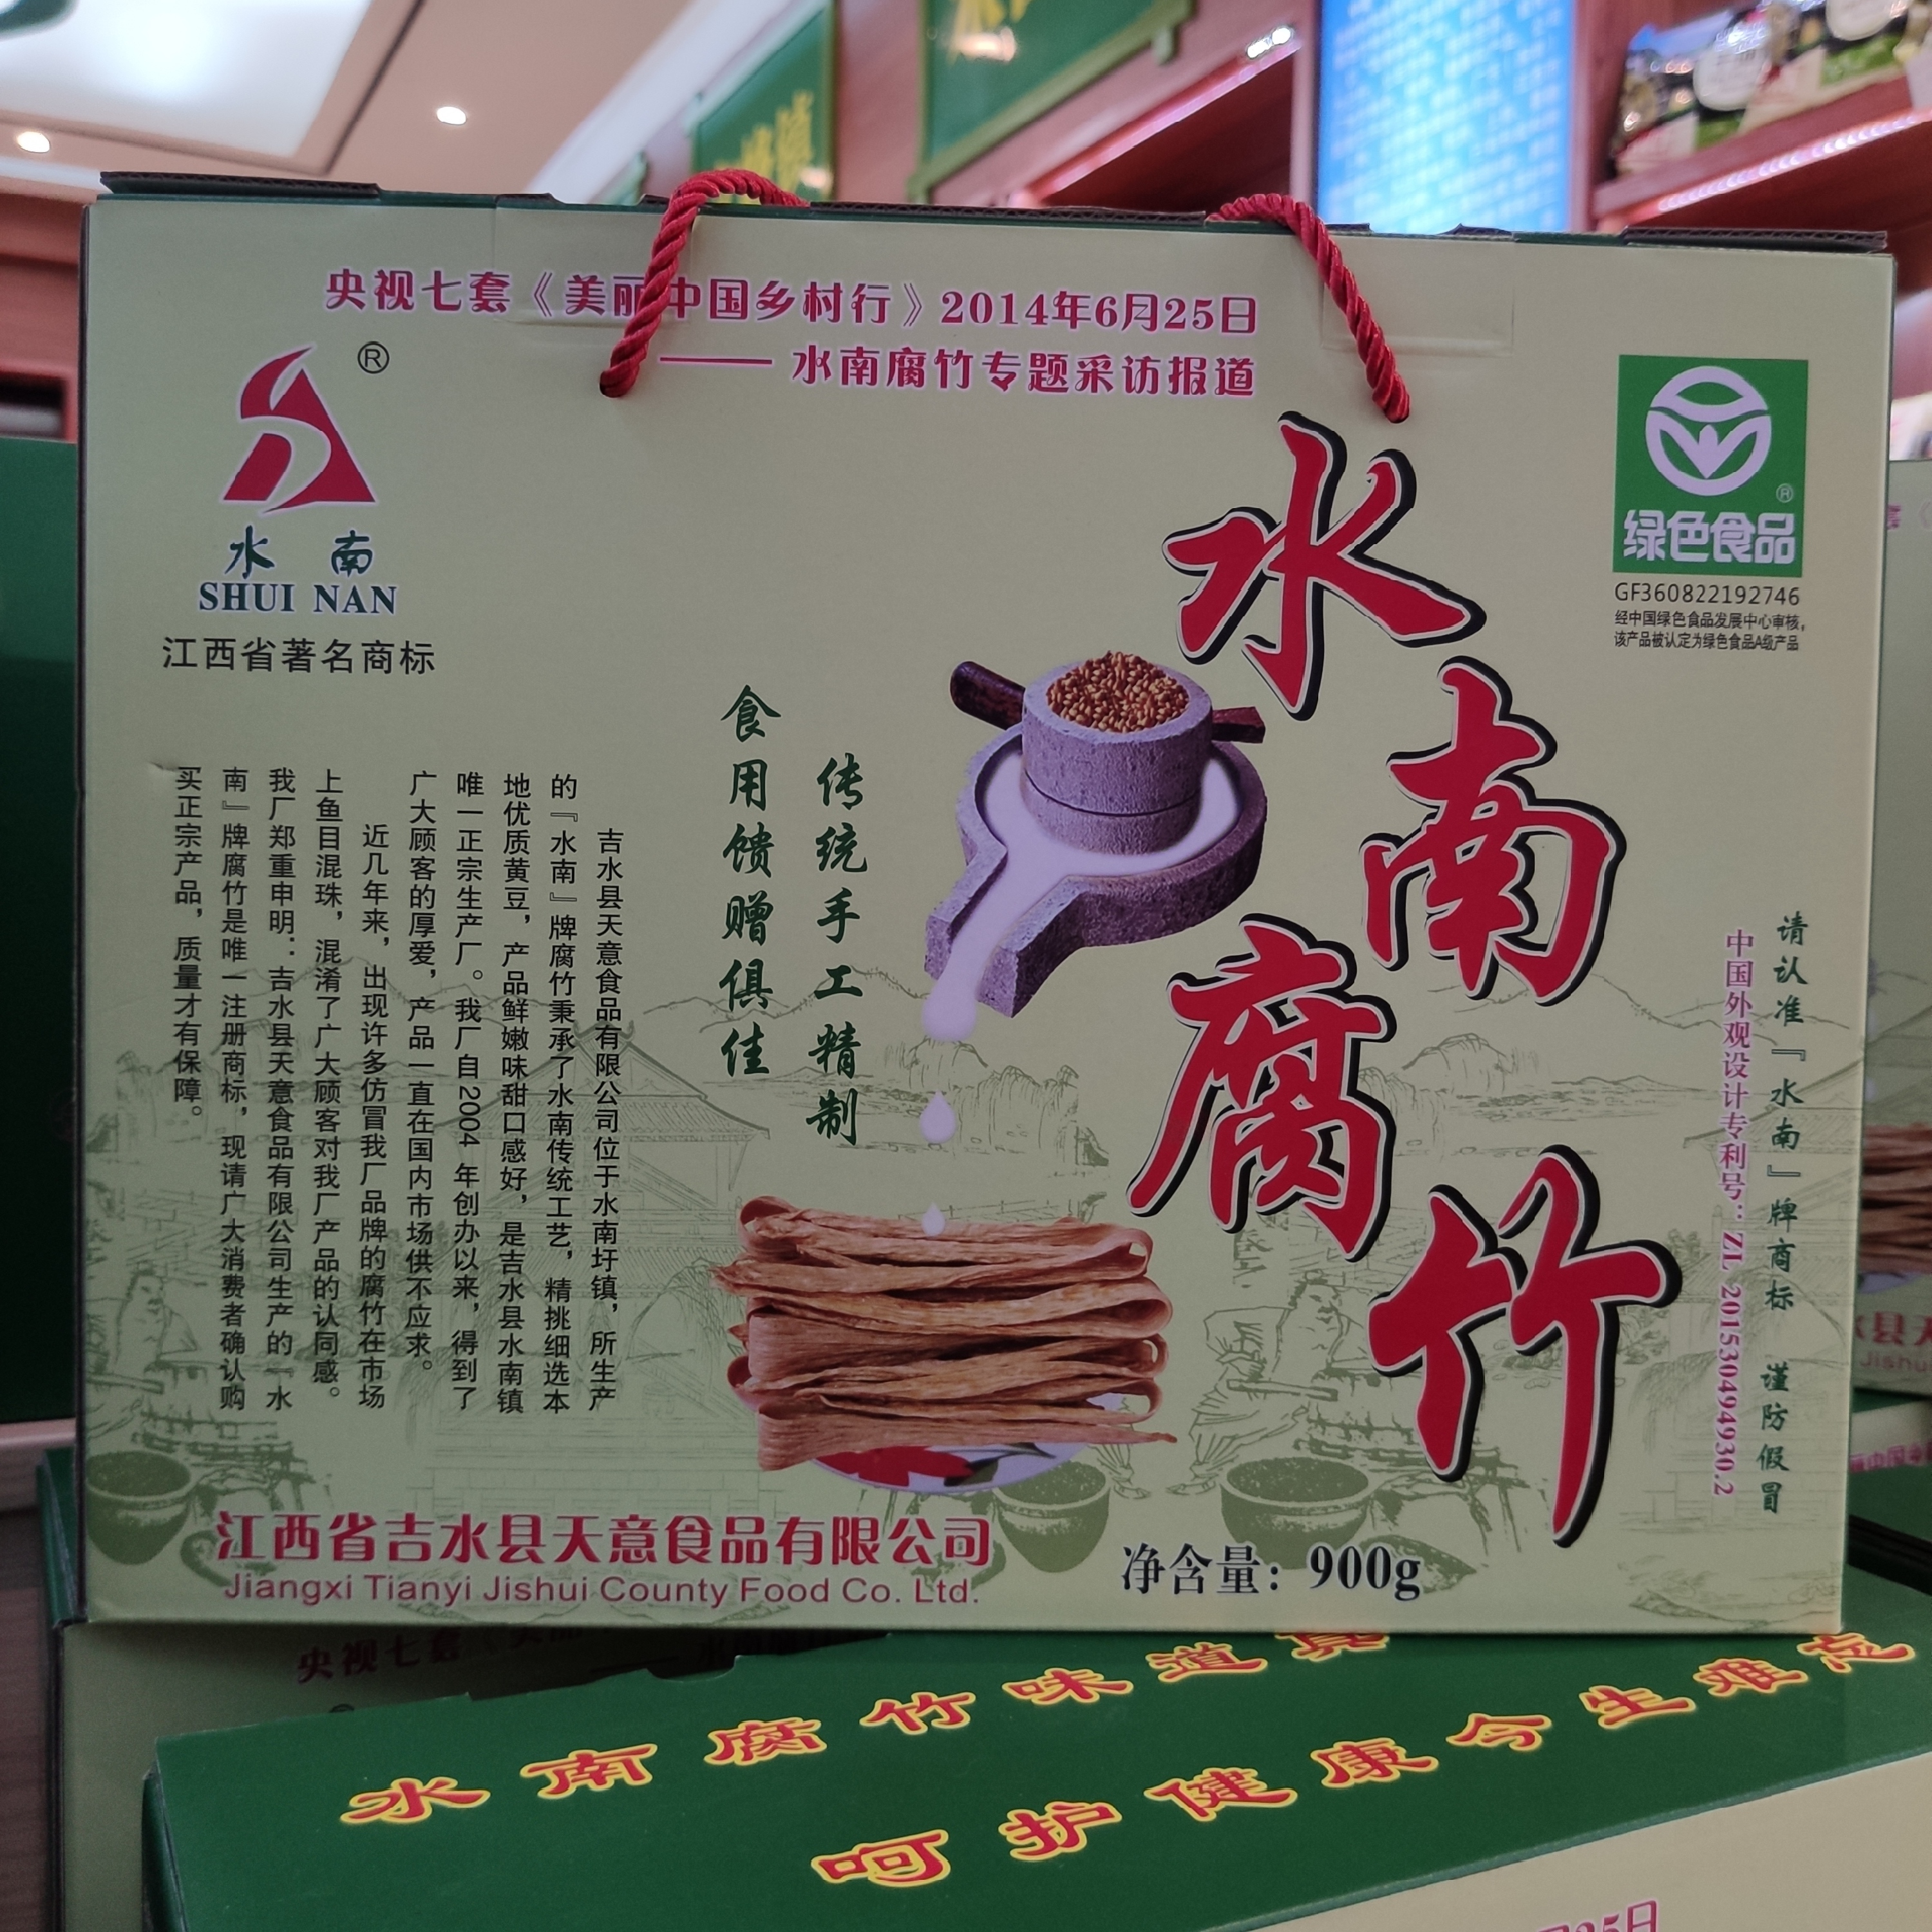 央视七套《美丽中国乡村行》2014年6月25日
——水南腐竹专题采访报道
®
水南
SHUI NAN
江西省著名商标
®
绿色食品
GF360822192746
经中国绿色食品发展中心审核，
该产品被认定为绿色食品A级产品
水南腐竹
请认准『水南』牌商标 谨防假冒
中国外观设计专利号：ZL 201530494930.2
传统手工精制
食用馈赠俱佳
吉水县天意食品有限公司位于水南圩镇，所生产
的『水南』牌腐竹秉承了水南传统工艺，精挑细选本
地优质黄豆，产品鲜嫩味甜口感好，是吉水县水南镇
唯一正宗生产厂。我厂自2004年创办以来，得到了
广大顾客的厚爱，产品一直在国内市场供不应求。
近几年来，出现许多仿冒我厂品牌的腐竹在市场
上鱼目混珠，混淆了广大顾客对我厂产品的认同感。
我厂郑重申明：吉水县天意食品有限公司生产的『水
南』牌腐竹是唯一注册商标，现请广大消费者确认购
买正宗产品，质量才有保障。
江西省吉水县天意食品有限公司
Jiangxi Tianyi Jishui County Food Co. Ltd.
净含量：900g
央视七套
水南腐竹味道真
呵护健康今生难忘
25日